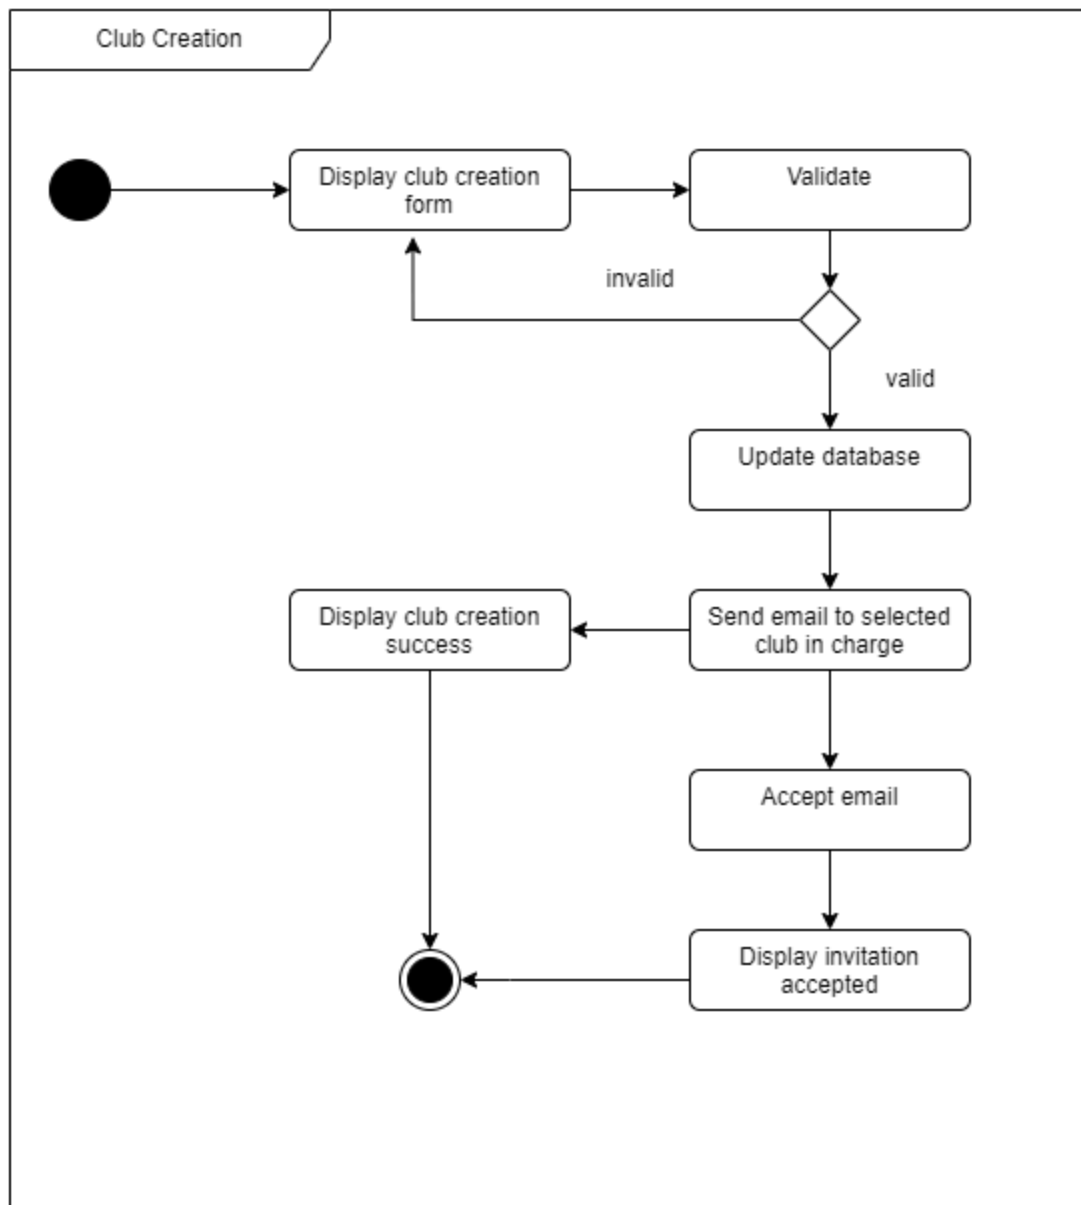 Club Creation
Display club creation
form
Validate
invalid
valid
Update database
Display club creation
success
Send email to selected
club in charge
Accept email
Display invitation
accepted